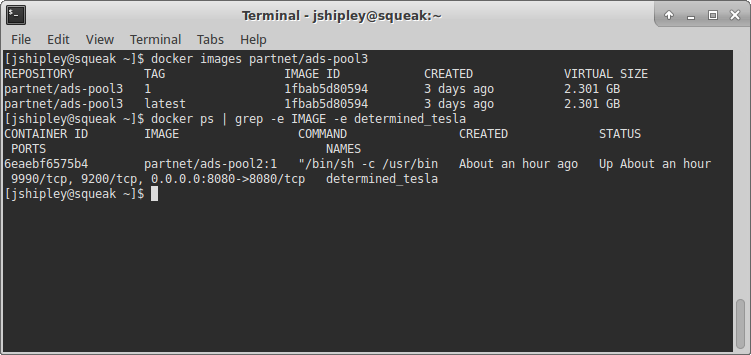 Terminal - jshipley@squeak:~
File Edit View Terminal Tabs Help
[jshipley@squeak ~]$ docker images partnet/ads-pool3
REPOSITORY TAG IMAGE ID CREATED VIRTUAL SIZE
partnet/ads-pool3 1 1fbab5d80594 3 days ago 2.301 GB
partnet/ads-pool3 latest 1fbab5d80594 3 days ago 2.301 GB
[jshipley@squeak ~]$ docker ps | grep -e IMAGE -e determined_tesla
CONTAINER ID IMAGE COMMAND CREATED STATUS
PORTS NAMES
6eaebf6575b4 partnet/ads-pool2:1 "/bin/sh -c /usr/bin About an hour ago Up About an hour
9990/tcp, 9200/tcp, 0.0.0.0:8080->8080/tcp determined_tesla
[jshipley@squeak ~]$